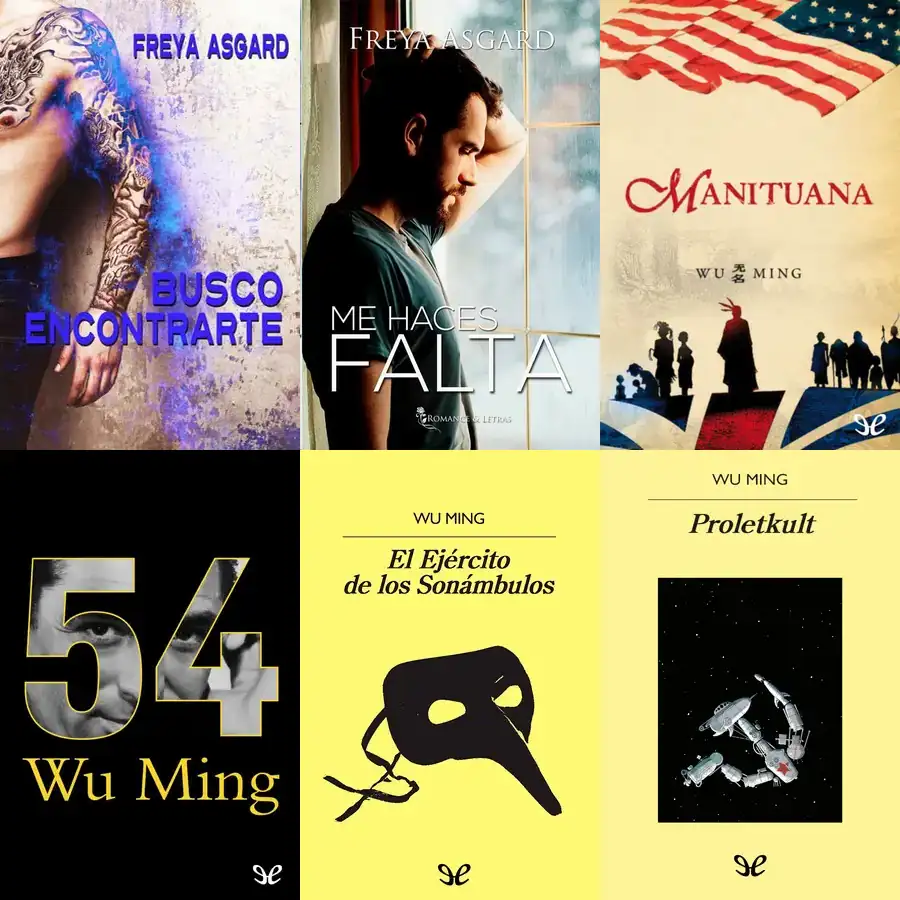 FREYA ASGARD
BUSCO
ENCONTRARTE
FREYA ASGARD
ME HACES
FALTA
ROMANCE & LETRAS
MANITUANA
WU 无名 MING
54
Wu Ming
WU MING
El Ejército
de los Sonámbulos
WU MING
Proletkult